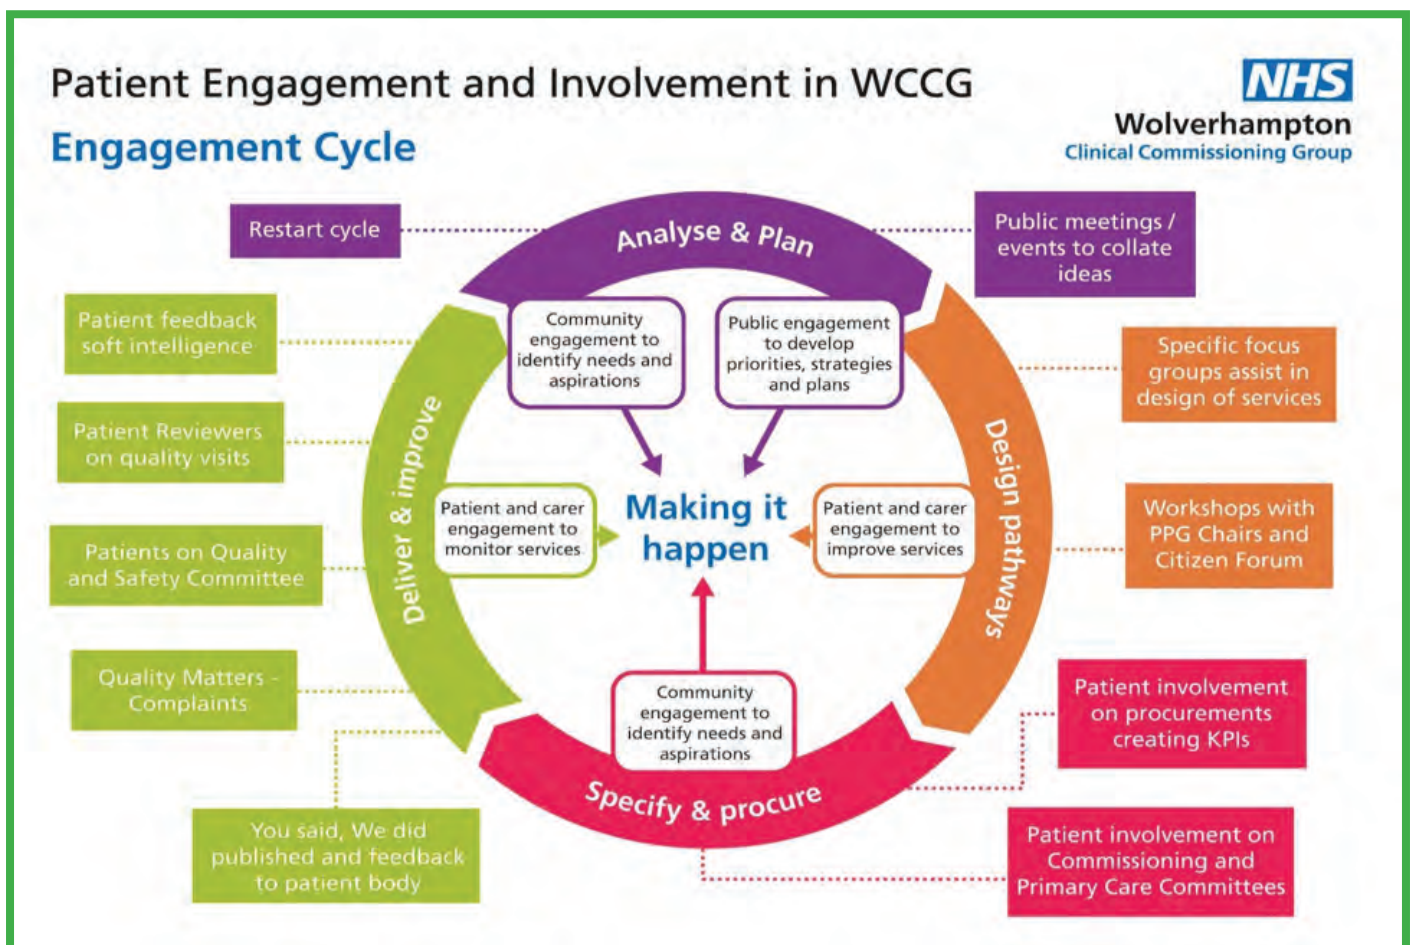 Patient Engagement and Involvement in WCCG
Engagement Cycle
NHS
Wolverhampton
Clinical Commissioning Group
Restart cycle
Analyse & Plan
Public meetings /
events to collate
ideas
Patient feedback
soft intelligence
Community
engagement to
identify needs and
aspirations
Public engagement
to develop
priorities, strategies
and plans
Specific focus
groups assist in
design of services
Patient Reviewers
on quality visits
Deliver & improve
Patient and carer
engagement to
monitor services
Making it
happen
Patient and carer
engagement to
improve services
Design pathways
Workshops with
PPG Chairs and
Citizen Forum
Patients on Quality
and Safety Committee
Quality Matters -
Complaints
Community
engagement to
identify needs and
aspirations
Patient involvement
on procurements
creating KPIs
Specify & procure
You said, We did
published and feedback
to patient body
Patient involvement on
Commissioning and
Primary Care Committees